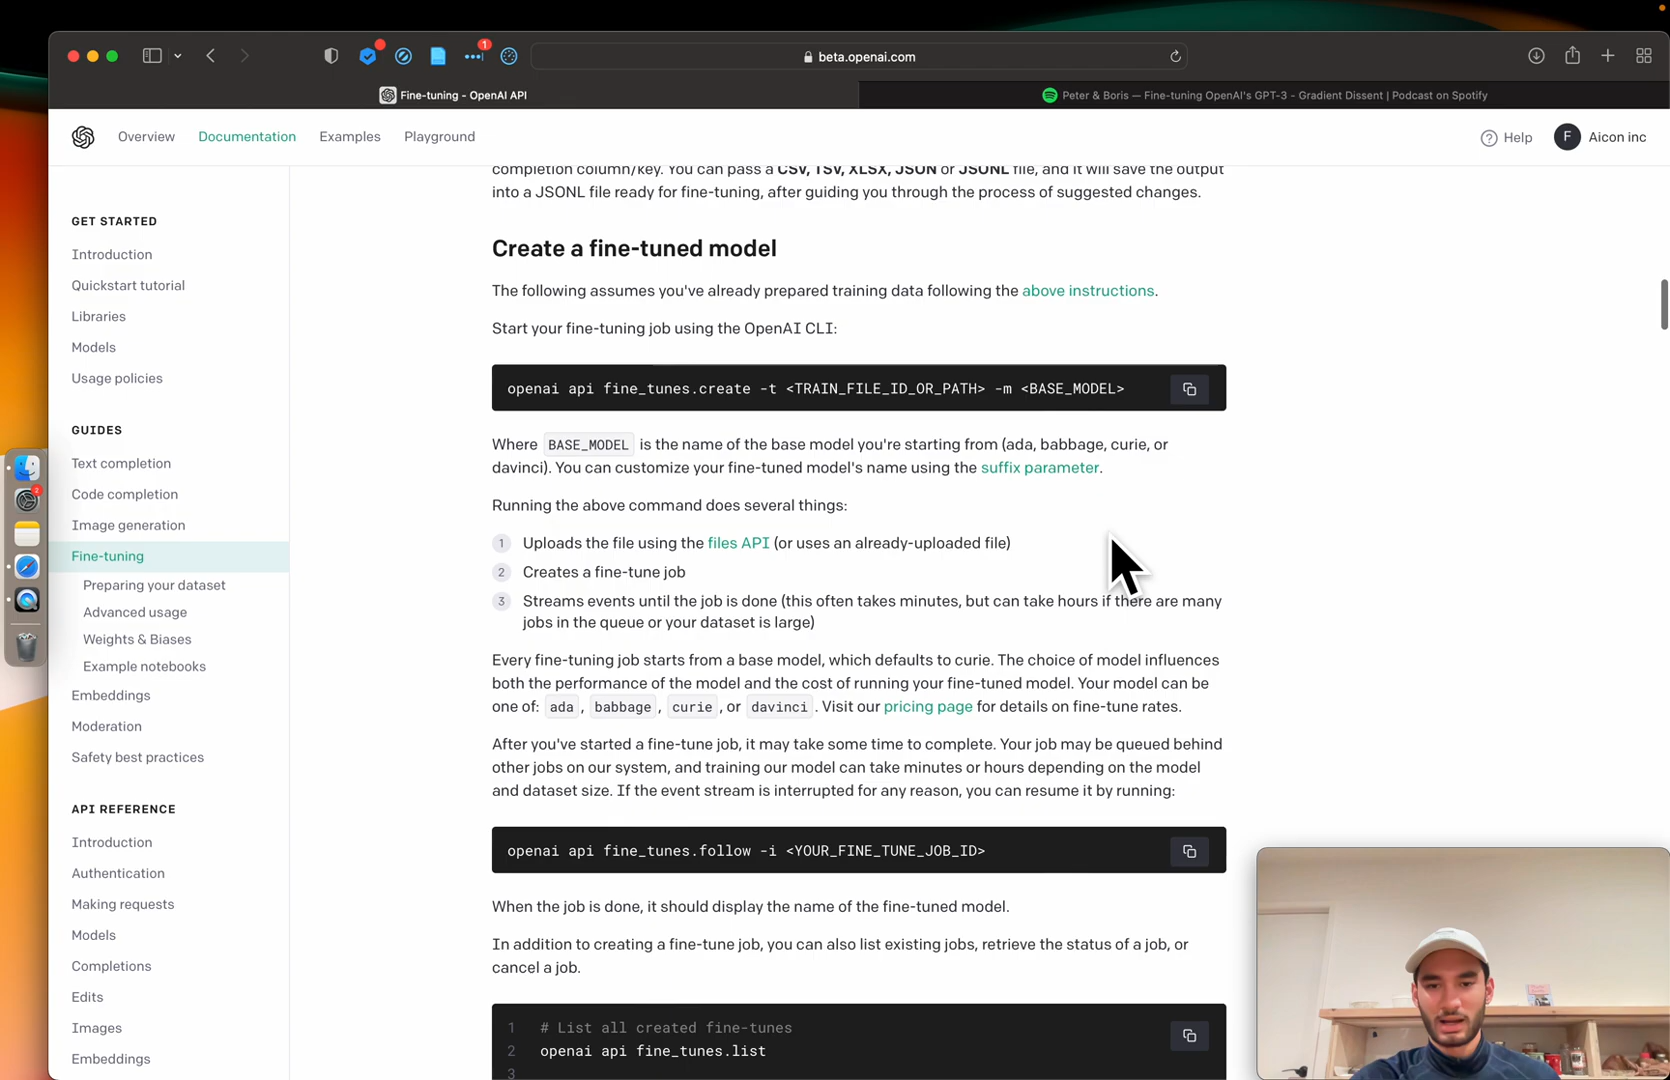 1
beta.openai.com
Fine-tuning - OpenAI API
Peter & Boris — Fine-tuning OpenAI's GPT-3 - Gradient Dissent | Podcast on Spotify
Overview
Documentation
Examples
Playground
Help
F
Aicon inc
GET STARTED
Introduction
Quickstart tutorial
Libraries
Models
Usage policies
GUIDES
Text completion
Code completion
Image generation
Fine-tuning
Preparing your dataset
Advanced usage
Weights & Biases
Example notebooks
Embeddings
Moderation
Safety best practices
API REFERENCE
Introduction
Authentication
Making requests
Models
Completions
Edits
Images
Embeddings
completion column/key. You can pass a CSV, TSV, XLSX, JSON or JSONL file, and it will save the output
into a JSONL file ready for fine-tuning, after guiding you through the process of suggested changes.
Create a fine-tuned model
The following assumes you've already prepared training data following the above instructions.
Start your fine-tuning job using the OpenAI CLI:
openai api fine_tunes.create -t <TRAIN_FILE_ID_OR_PATH> -m <BASE_MODEL>
Where BASE_MODEL is the name of the base model you're starting from (ada, babbage, curie, or
davinci). You can customize your fine-tuned model's name using the suffix parameter.
Running the above command does several things:
1 Uploads the file using the files API (or uses an already-uploaded file)
2 Creates a fine-tune job
3 Streams events until the job is done (this often takes minutes, but can take hours if there are many
jobs in the queue or your dataset is large)
Every fine-tuning job starts from a base model, which defaults to curie. The choice of model influences
both the performance of the model and the cost of running your fine-tuned model. Your model can be
one of: ada, babbage, curie, or davinci. Visit our pricing page for details on fine-tune rates.
After you've started a fine-tune job, it may take some time to complete. Your job may be queued behind
other jobs on our system, and training our model can take minutes or hours depending on the model
and dataset size. If the event stream is interrupted for any reason, you can resume it by running:
openai api fine_tunes.follow -i <YOUR_FINE_TUNE_JOB_ID>
When the job is done, it should display the name of the fine-tuned model.
In addition to creating a fine-tune job, you can also list existing jobs, retrieve the status of a job, or
cancel a job.
1 # List all created fine-tunes
2 openai api fine_tunes.list
3
2